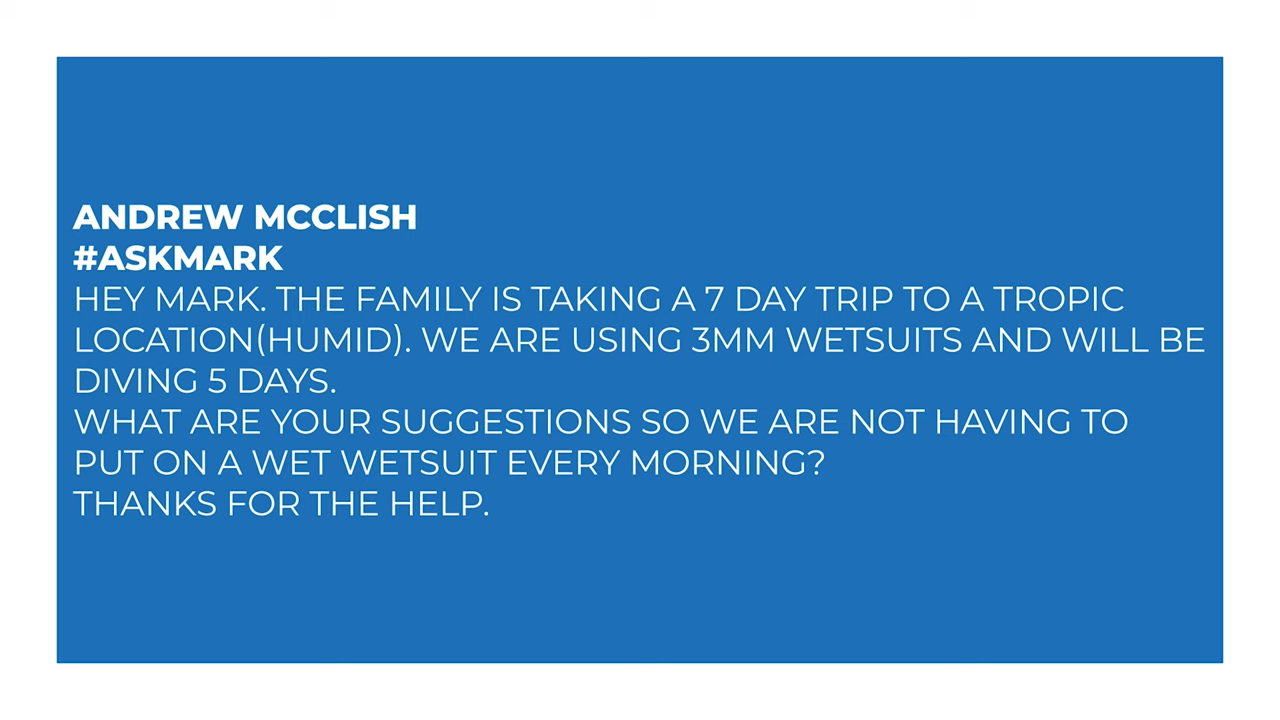 ANDREW MCCLISH
#ASKMARK
HEY MARK. THE FAMILY IS TAKING A 7 DAY TRIP TO A TROPIC
LOCATION(HUMID). WE ARE USING 3MM WETSUITS AND WILL BE
DIVING 5 DAYS.
WHAT ARE YOUR SUGGESTIONS SO WE ARE NOT HAVING TO
PUT ON A WET WETSUIT EVERY MORNING?
THANKS FOR THE HELP.